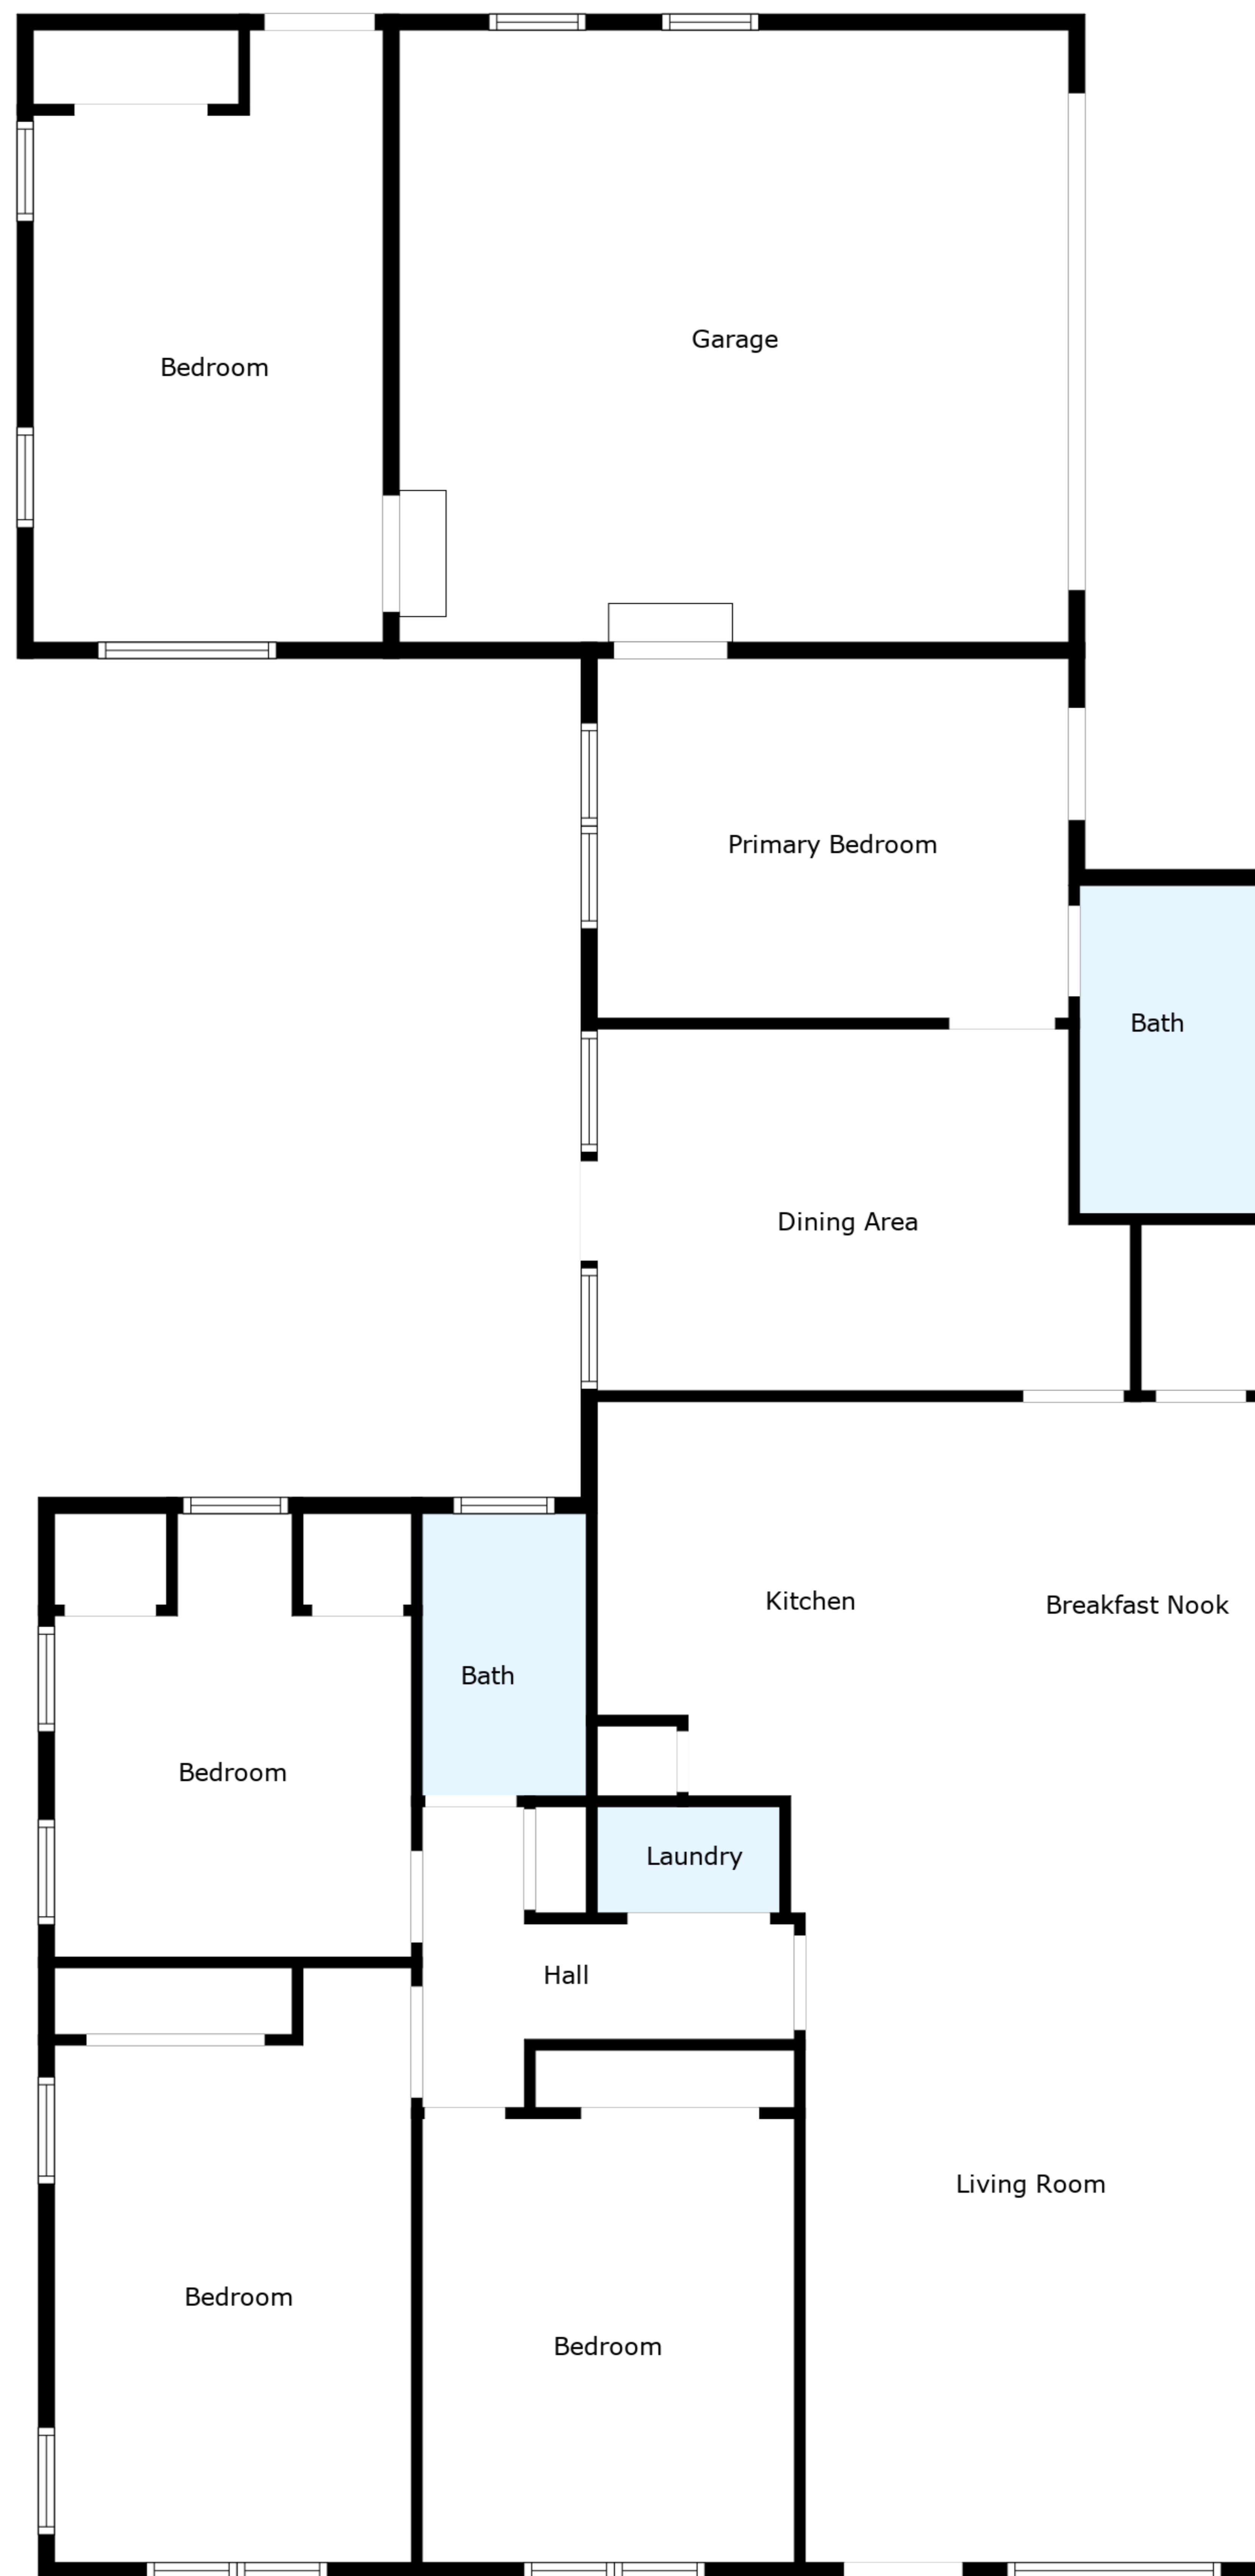 Garage
Bedroom
Primary Bedroom
Bath
Dining Area
Kitchen
Breakfast Nook
Bath
Bedroom
Laundry
Hall
Living Room
Bedroom
Bedroom